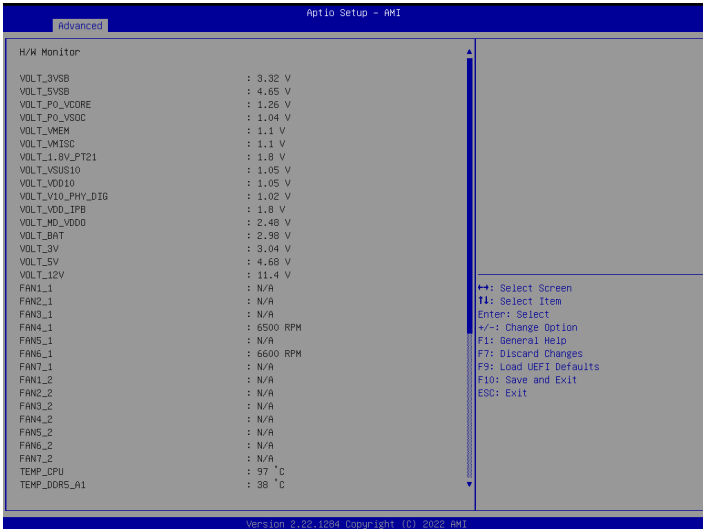 Aptio Setup – AMI
Advanced
H/W Monitor
VOLT_3VSB : 3.32 V
VOLT_5VSB : 4.65 V
VOLT_P0_VCORE : 1.26 V
VOLT_P0_VSOC : 1.04 V
VOLT_VMEM : 1.1 V
VOLT_VMISC : 1.1 V
VOLT_1.8V_PT21 : 1.8 V
VOLT_VSUS10 : 1.05 V
VOLT_VDD10 : 1.05 V
VOLT_V10_PHY_DIG : 1.02 V
VOLT_VDD_IPB : 1.8 V
VOLT_MD_VDDO : 2.48 V
VOLT_BAT : 2.98 V
VOLT_3V : 3.04 V
VOLT_5V : 4.68 V
VOLT_12V : 11.4 V
FAN1_1 : N/A
FAN2_1 : N/A
FAN3_1 : N/A
FAN4_1 : 6500 RPM
FAN5_1 : N/A
FAN6_1 : 6600 RPM
FAN7_1 : N/A
FAN1_2 : N/A
FAN2_2 : N/A
FAN3_2 : N/A
FAN4_2 : N/A
FAN5_2 : N/A
FAN6_2 : N/A
FAN7_2 : N/A
TEMP_CPU : 97 °C
TEMP_DDR5_A1 : 38 °C
↔: Select Screen
↑↓: Select Item
Enter: Select
+/-: Change Option
F1: General Help
F7: Discard Changes
F9: Load UEFI Defaults
F10: Save and Exit
ESC: Exit
Version 2.22.1284 Copyright (C) 2022 AMI